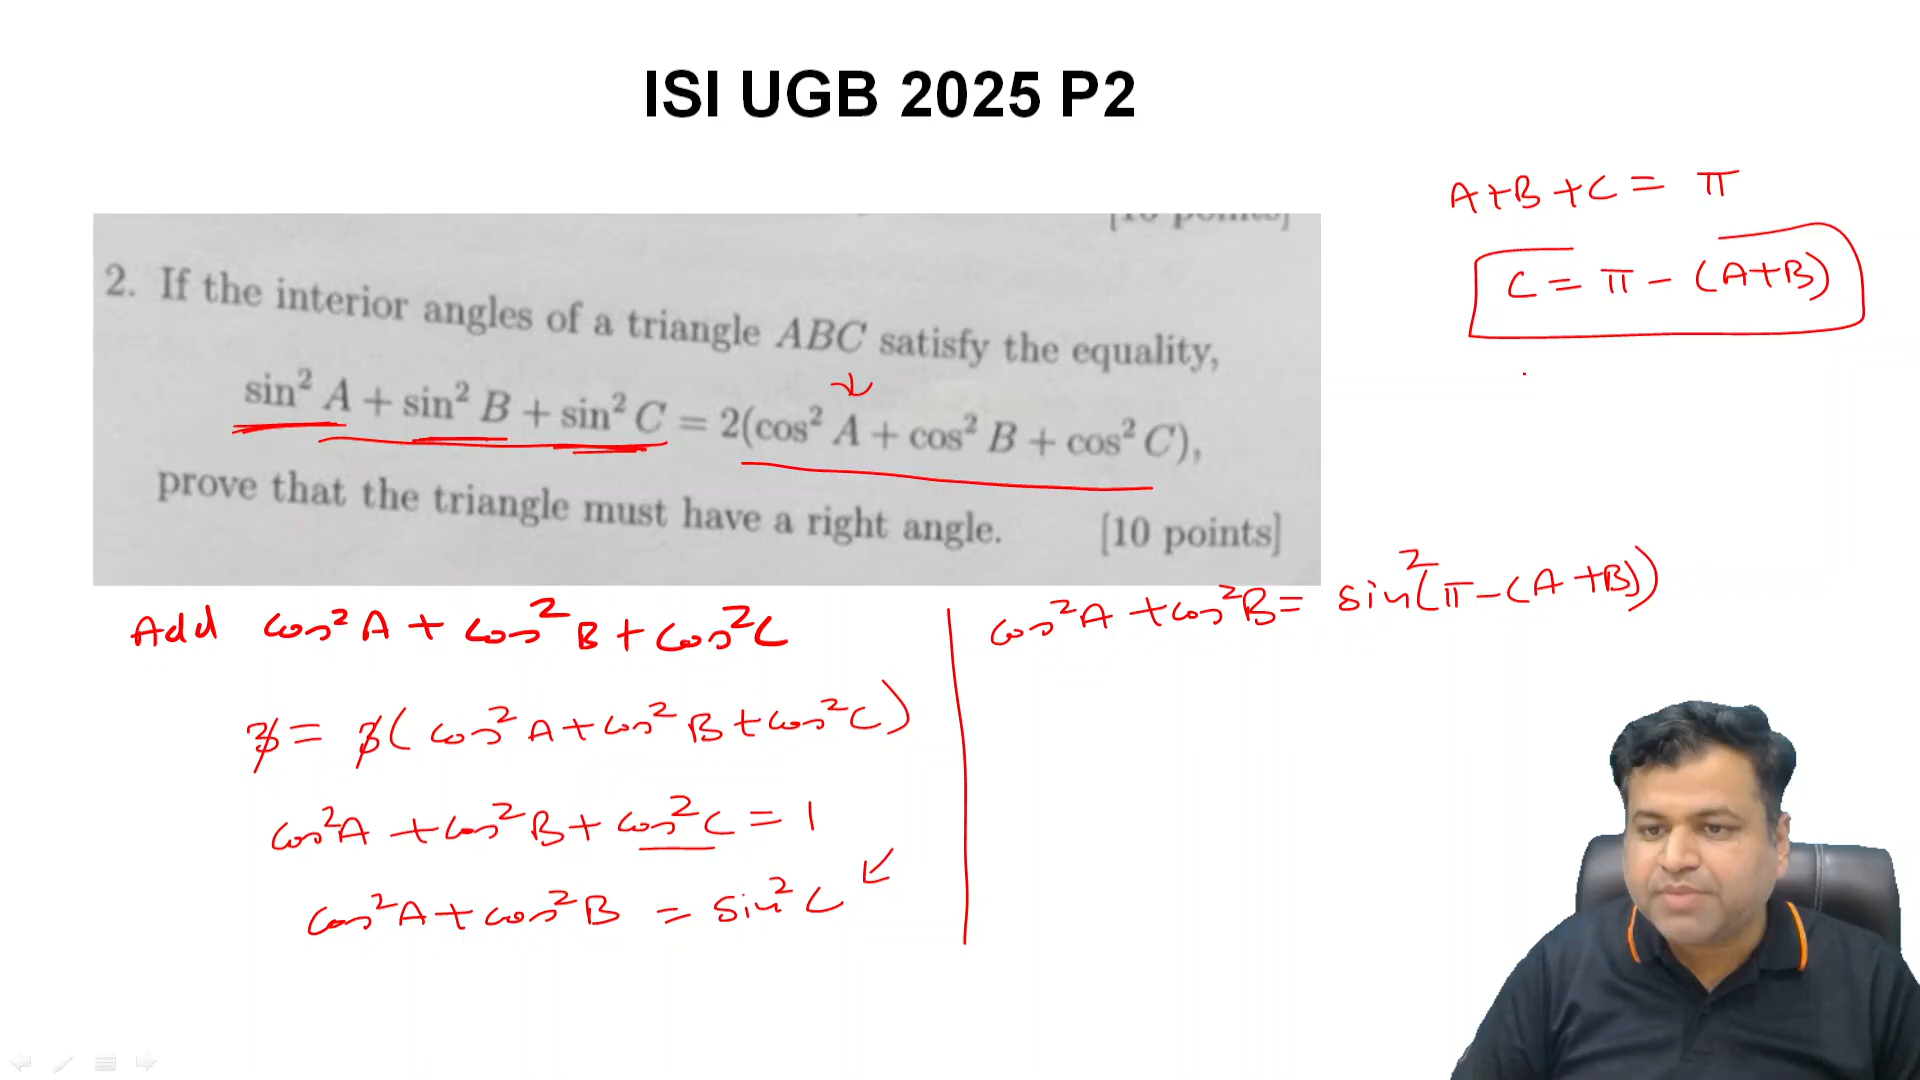 ISI UGB 2025 P2
[10 points]
2. If the interior angles of a triangle ABC satisfy the equality,
sin² A + sin² B + sin² C = 2(cos² A + cos² B + cos² C),
prove that the triangle must have a right angle. [10 points]
A+B+C = π
C = π - (A+B)
Add cos²A + cos²B + cos²C
3 = 3(cos²A + cos²B + cos²C)
cos²A + cos²B + cos²C = 1
cos²A + cos²B = sin²C
cos²A + cos²B = sin²(π-(A+B))